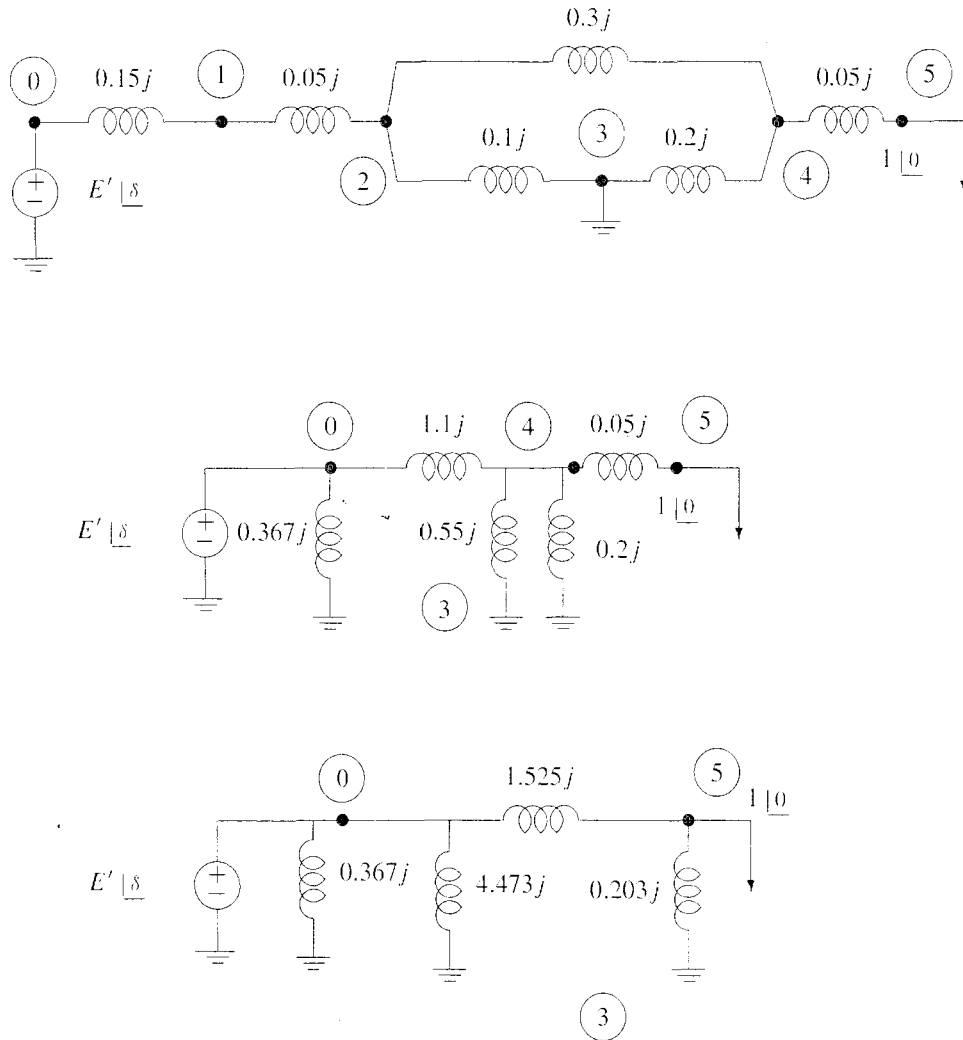 0.3j
0 0.15j 1 0.05j 0.05j 5
0.1j 3 0.2j
E' |δ 2 4 1 |0
0 1.1j 4 0.05j 5
E' |δ 0.367j 0.55j 0.2j 1 |0
3
0 1.525j 5 1 |0
E' |δ 0.367j 4.473j 0.203j
3